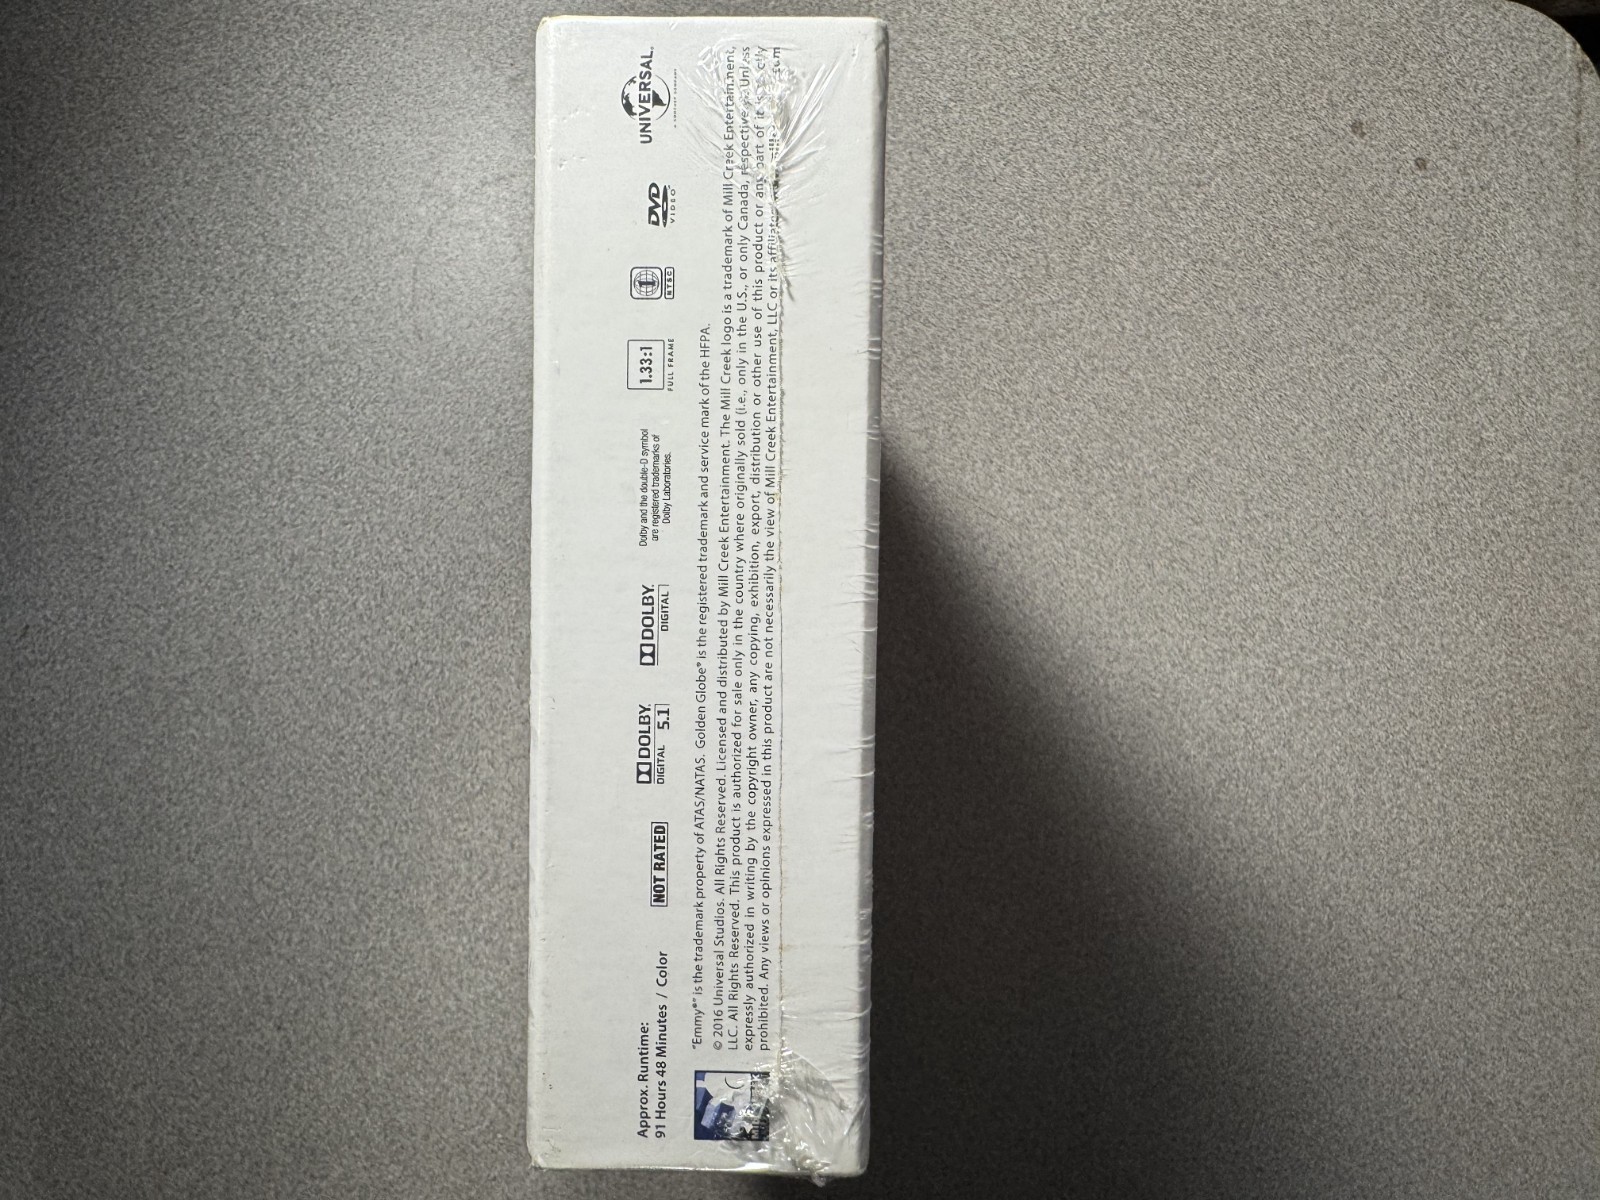 Approx. Runtime:
91 Hours 48 Minutes / Color
NOT RATED
DOLBY
DIGITAL 5.1
DOLBY
DIGITAL
Dolby and the double-D symbol
are registered trademarks of
Dolby Laboratories.
1.33:1
FULL FRAME
1
NTSC
DVD
VIDEO
UNIVERSAL
"Emmy®" is the trademark property of ATAS/NATAS. Golden Globe® is the registered trademark and service mark of the HFPA.
© 2016 Universal Studios. All Rights Reserved. Licensed and distributed by Mill Creek Entertainment. The Mill Creek logo is a trademark of Mill Creek Entertainment,
LLC. All Rights Reserved. This product is authorized for sale only in the country where originally sold (i.e., only in the U.S., or only Canada, respectively). Unless
expressly authorized in writing by the copyright owner, any copying, exhibition, export, distribution or other use of this product or any part of it is strictly
prohibited. Any views or opinions expressed in this product are not necessarily the view of Mill Creek Entertainment, LLC or its affiliates.